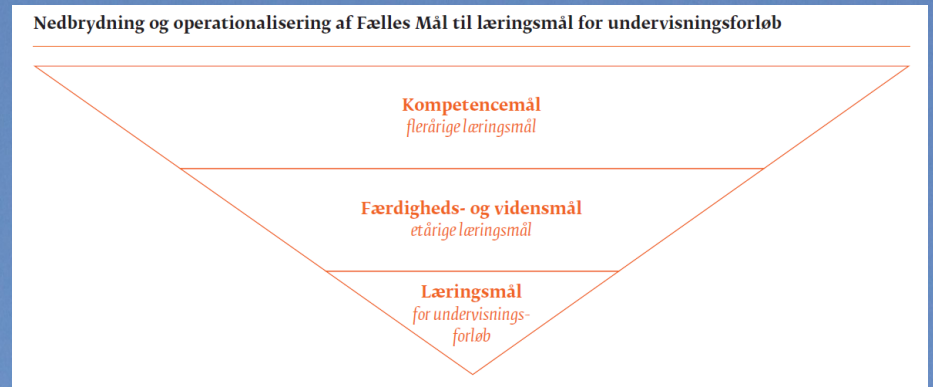 Nedbrydning og operationalisering af Fælles Mål til læringsmål for undervisningsforløb
Kompetencemål
flerårige læringsmål
Færdigheds- og vidensmål
etårige læringsmål
Læringsmål
for undervisnings-
forløb